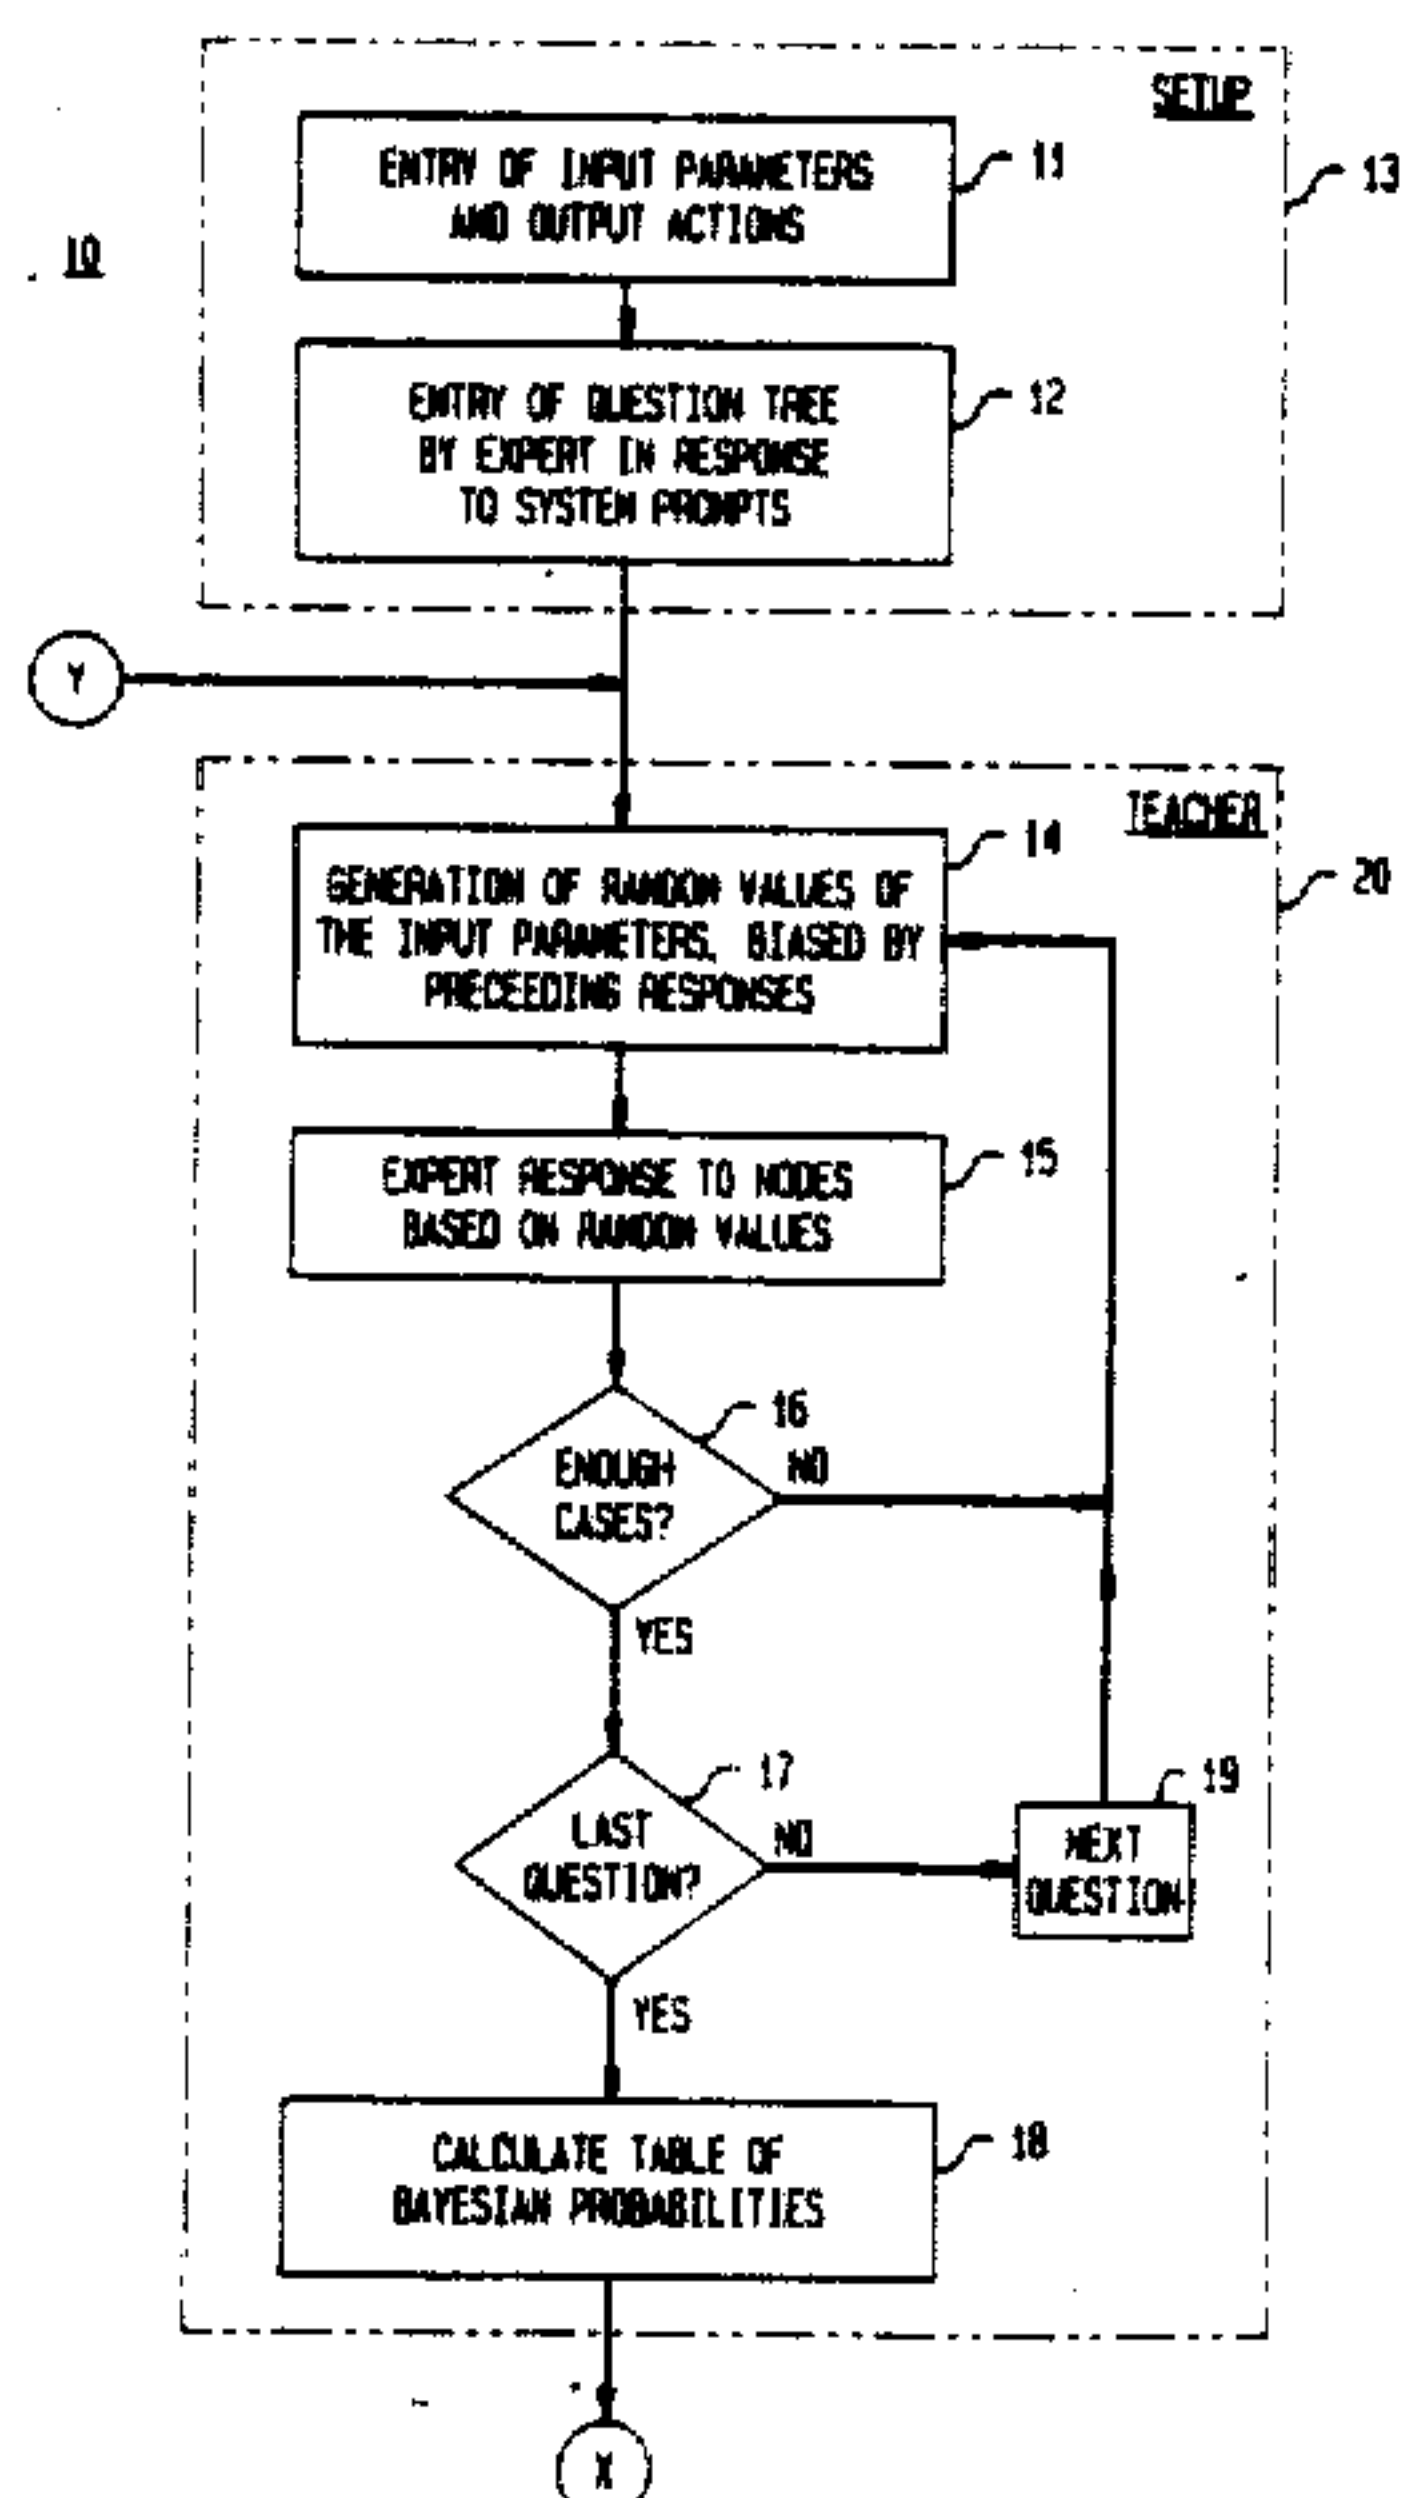 SETUP
ENTRY OF INPUT PARAMETERS
AND OUTPUT ACTIONS
11
13
10
ENTRY OF QUESTION TREE
BY EXPERT IN RESPONSE
TO SYSTEM PROMPTS
12
Y
TEACHER
14
20
GENERATION OF RANDOM VALUES OF
THE INPUT PARAMETERS, BIASED BY
PRECEEDING RESPONSES
EXPERT RESPONSE TO NODES
BASED ON RANDOM VALUES
15
16
ENOUGH
CASES?
NO
YES
17
LAST
QUESTION?
NO
19
NEXT
QUESTION
YES
CALCULATE TABLE OF
BAYESIAN PROBABILITIES
18
X